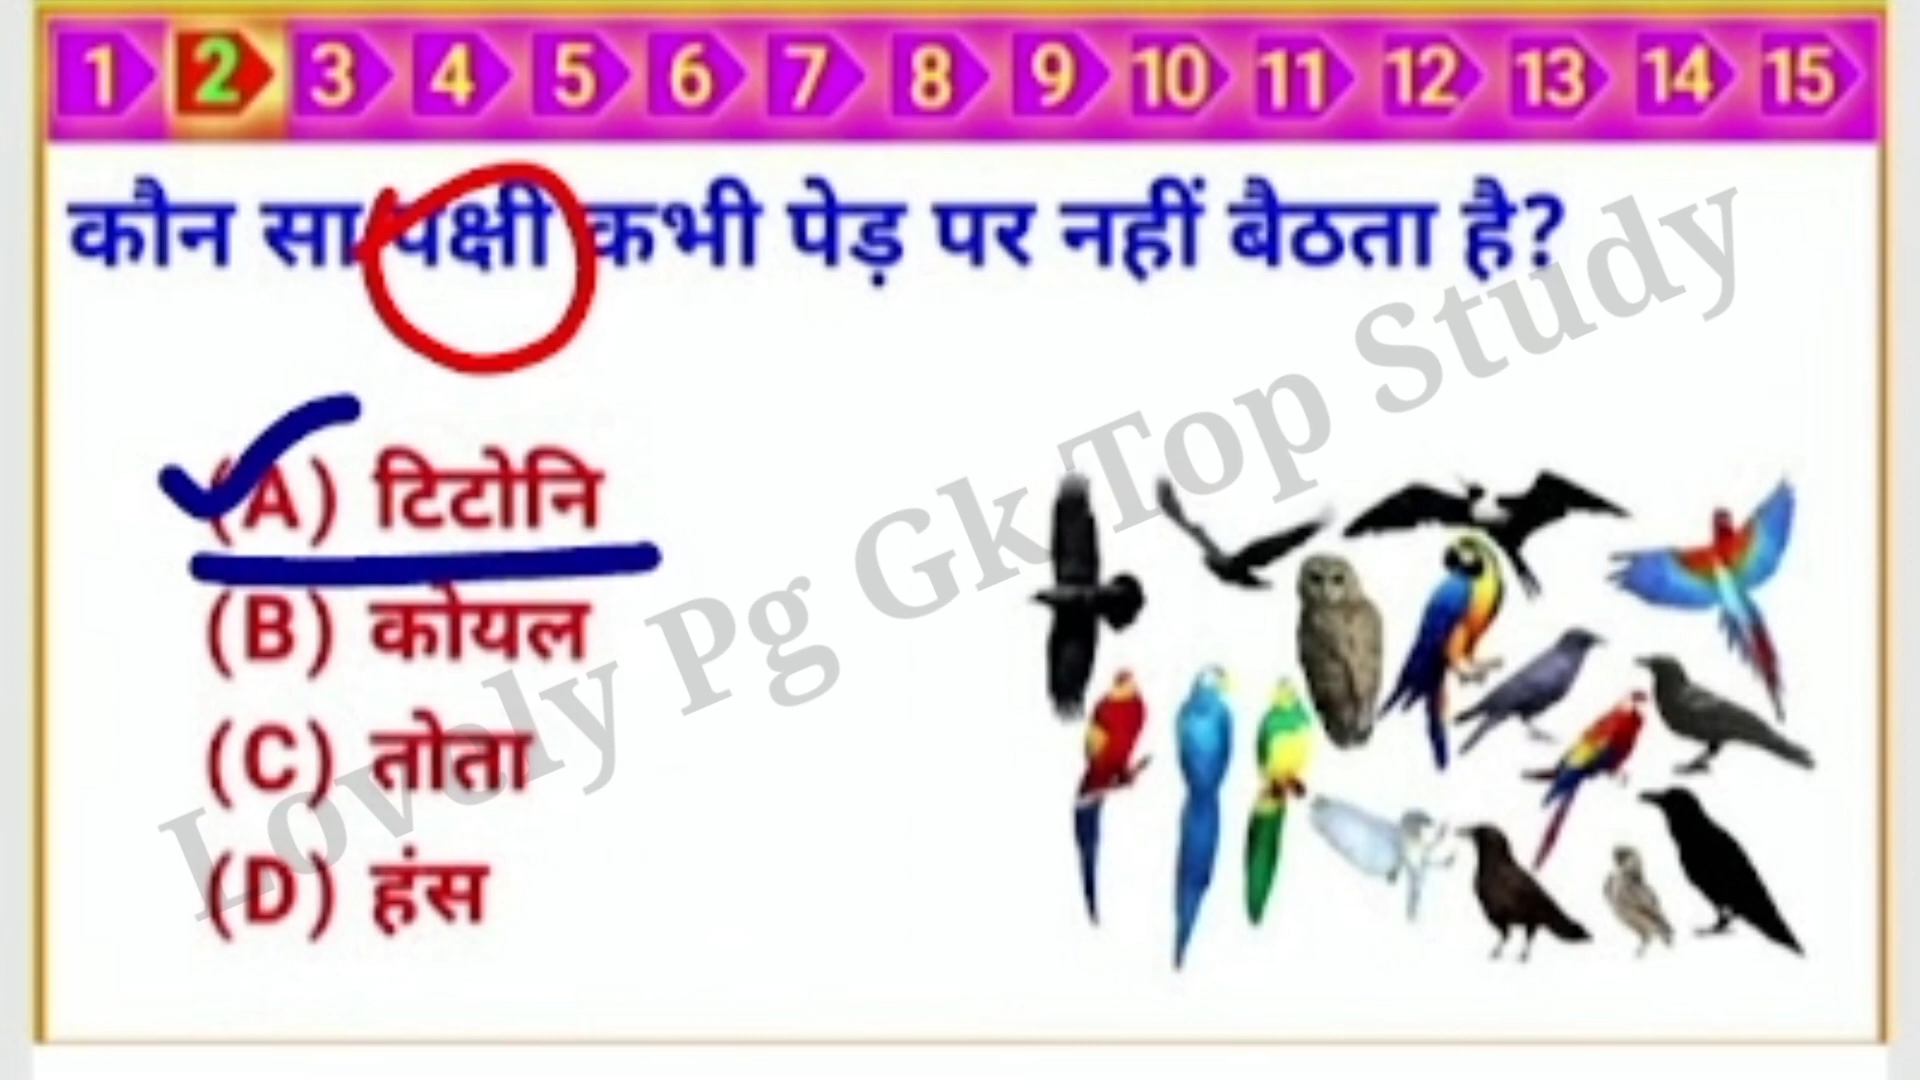 1 2 3 4 5 6 7 8 9 10 11 12 13 14 15
कौन सा पक्षी कभी पेड़ पर नहीं बैठता है?
(A) टिटोनि
(B) कोयल
(C) तोता
(D) हंस
Lovely Pg Gk Top Study